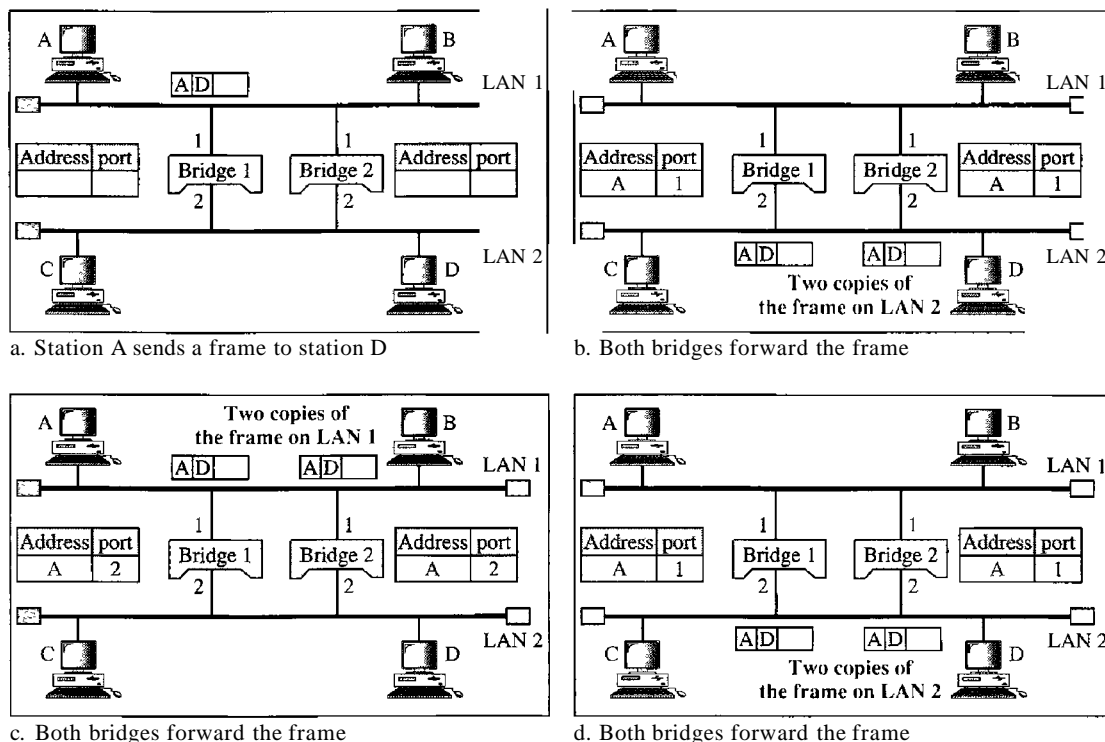 A
B
A D
LAN 1
1
1
Address port
Bridge 1
Bridge 2
Address port
2
2
C
D
LAN 2
a. Station A sends a frame to station D
A
B
LAN 1
1
1
Address port
Bridge 1
Bridge 2
Address port
A 1
A 1
2
2
C
A D
A D
D
LAN 2
Two copies of
the frame on LAN 2
b. Both bridges forward the frame
A
Two copies of
the frame on LAN 1
B
A D
A D
LAN 1
1
1
Address port
Bridge 1
Bridge 2
Address port
A 2
A 2
2
2
C
D
LAN 2
c. Both bridges forward the frame
A
B
LAN 1
1
1
Address port
Bridge 1
Bridge 2
Address port
A 1
A 1
2
2
C
A D
A D
D
LAN 2
Two copies of
the frame on LAN 2
d. Both bridges forward the frame